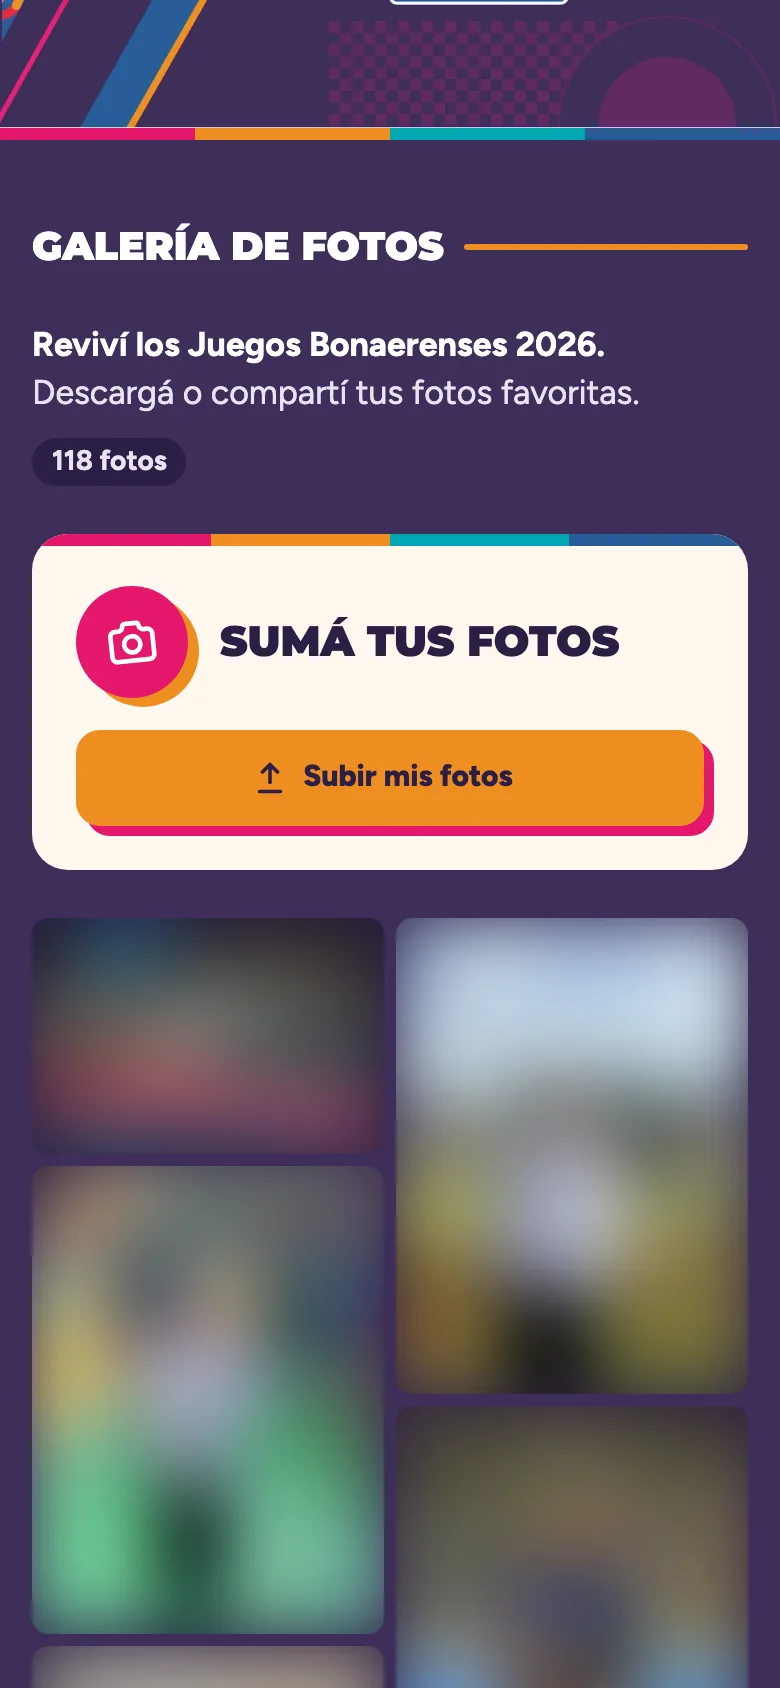 GALERÍA DE FOTOS
Reviví los Juegos Bonaerenses 2026.
Descargá o compartí tus fotos favoritas.
118 fotos
SUMÁ TUS FOTOS
Subir mis fotos